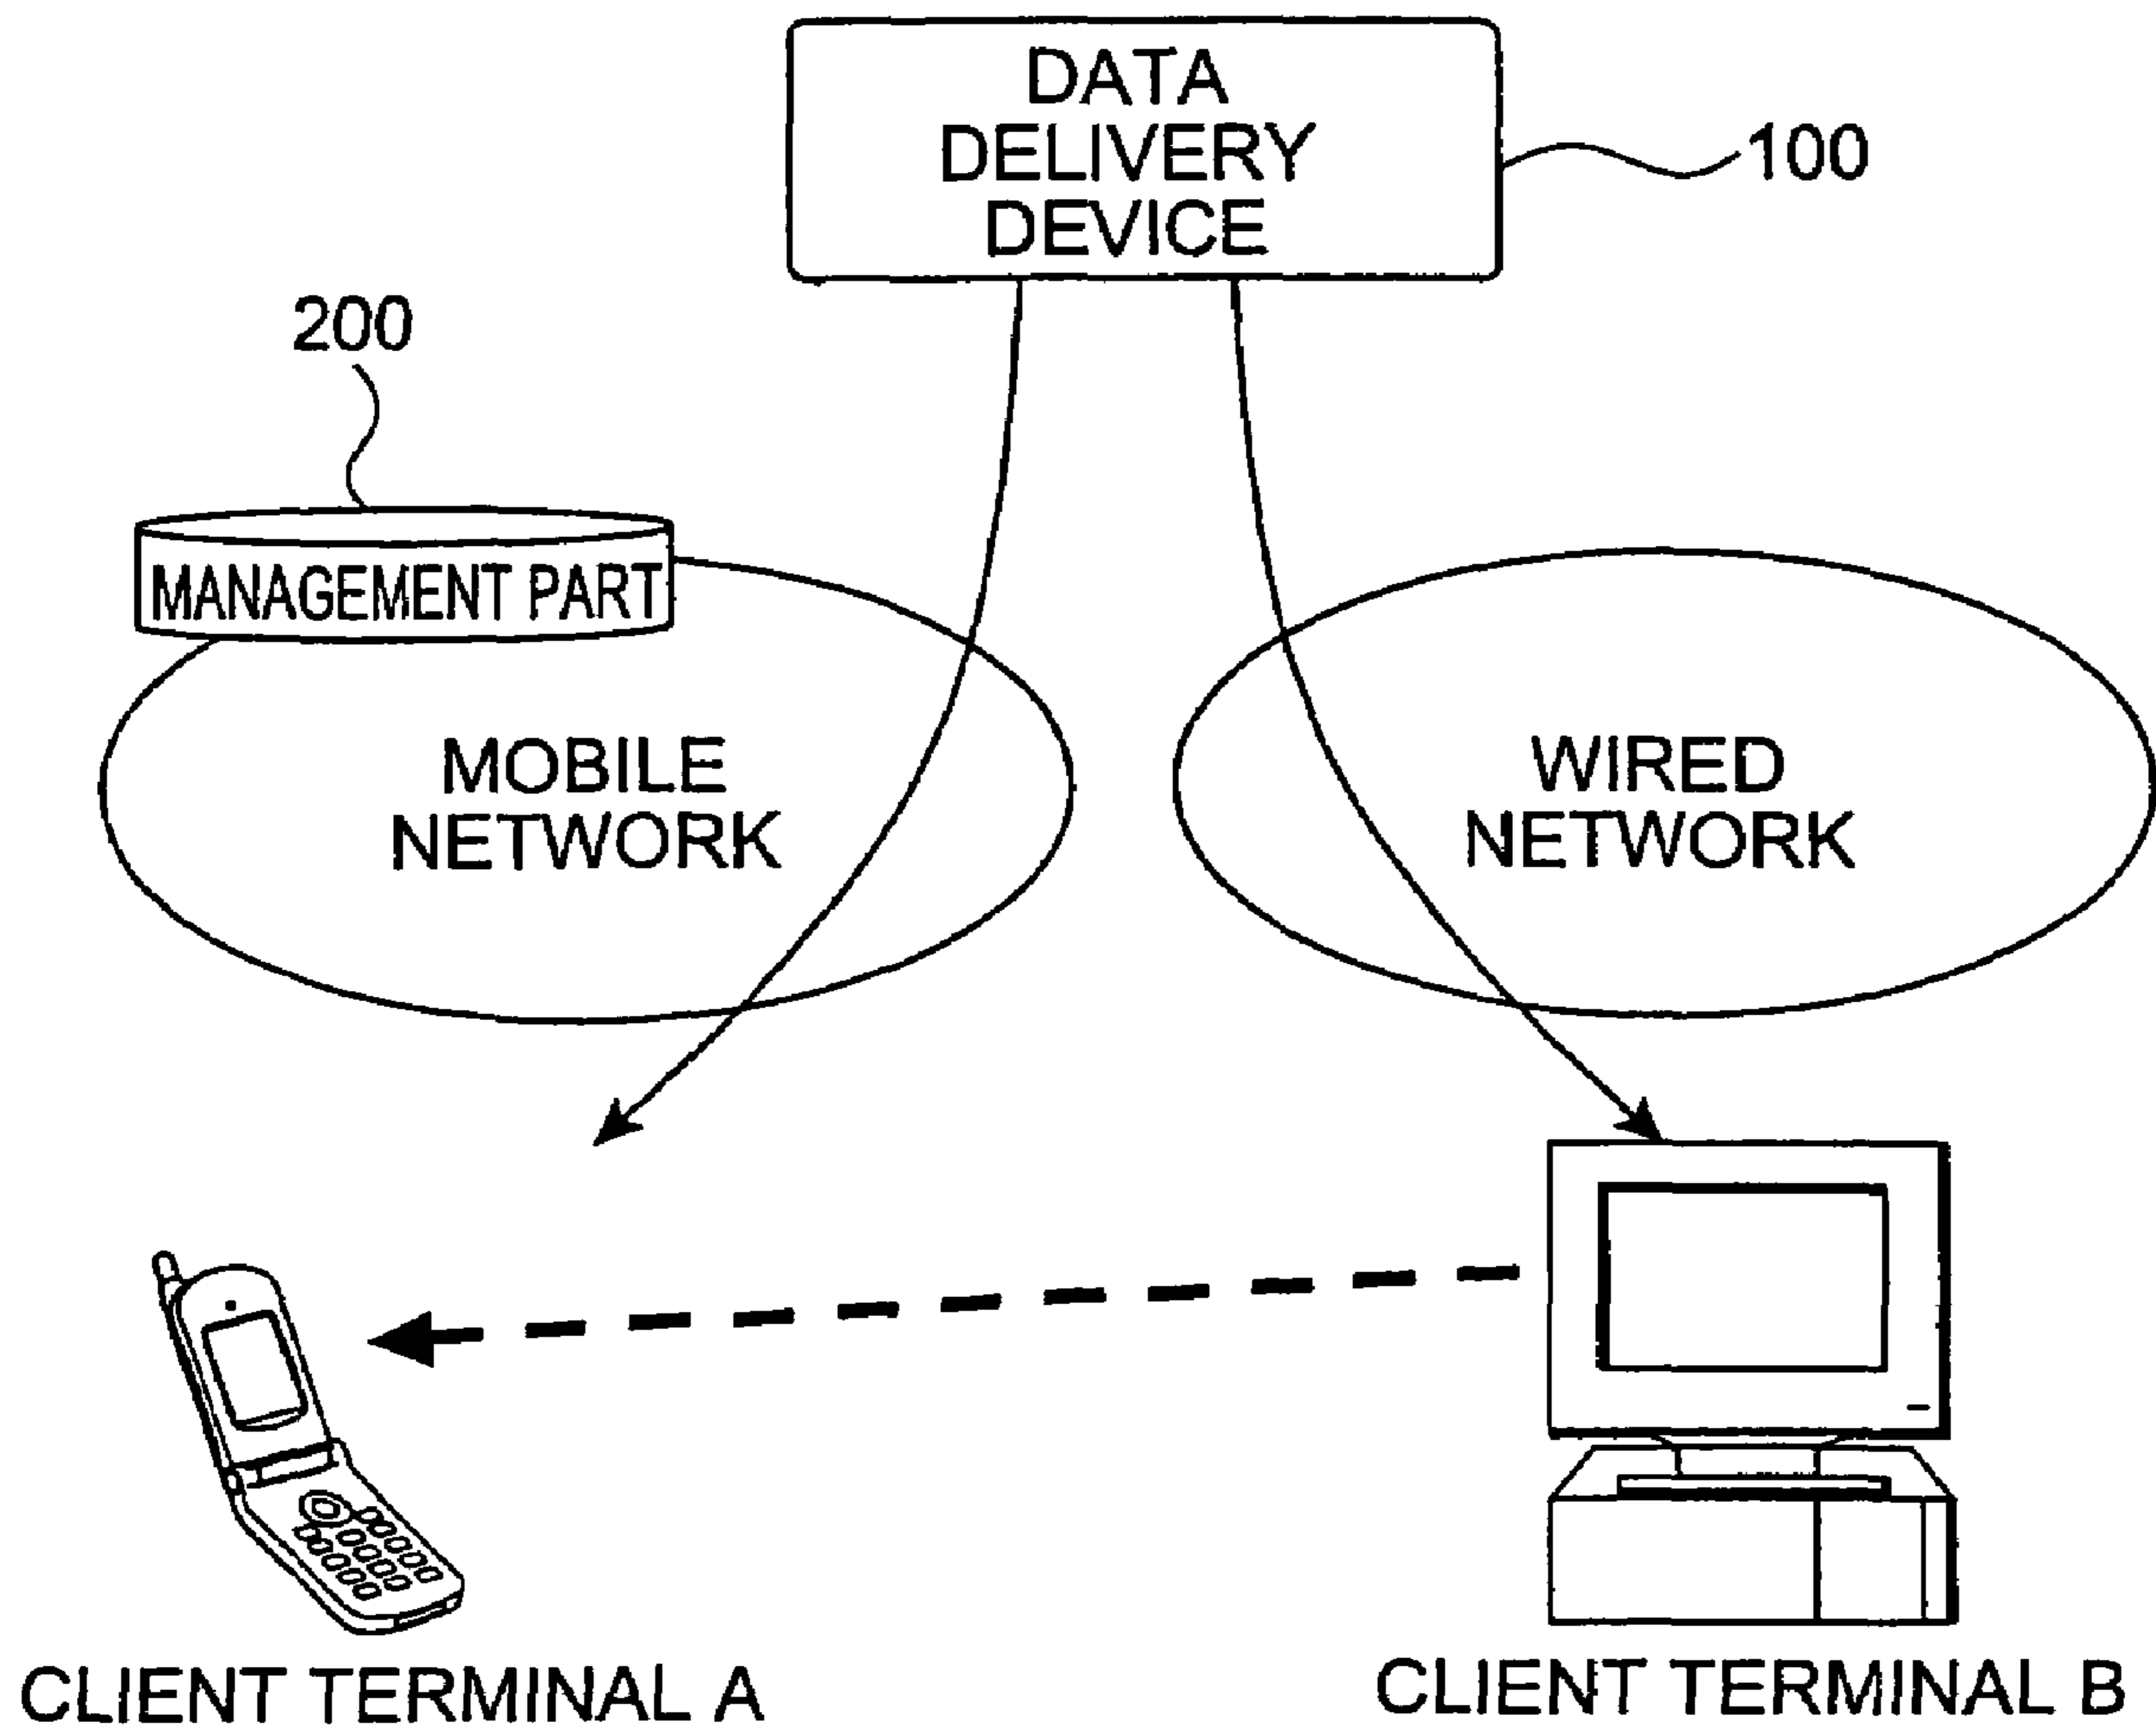 DATA
DELIVERY
DEVICE
100
200
MANAGEMENT PART
MOBILE
NETWORK
WIRED
NETWORK
CLIENT TERMINAL A
CLIENT TERMINAL B